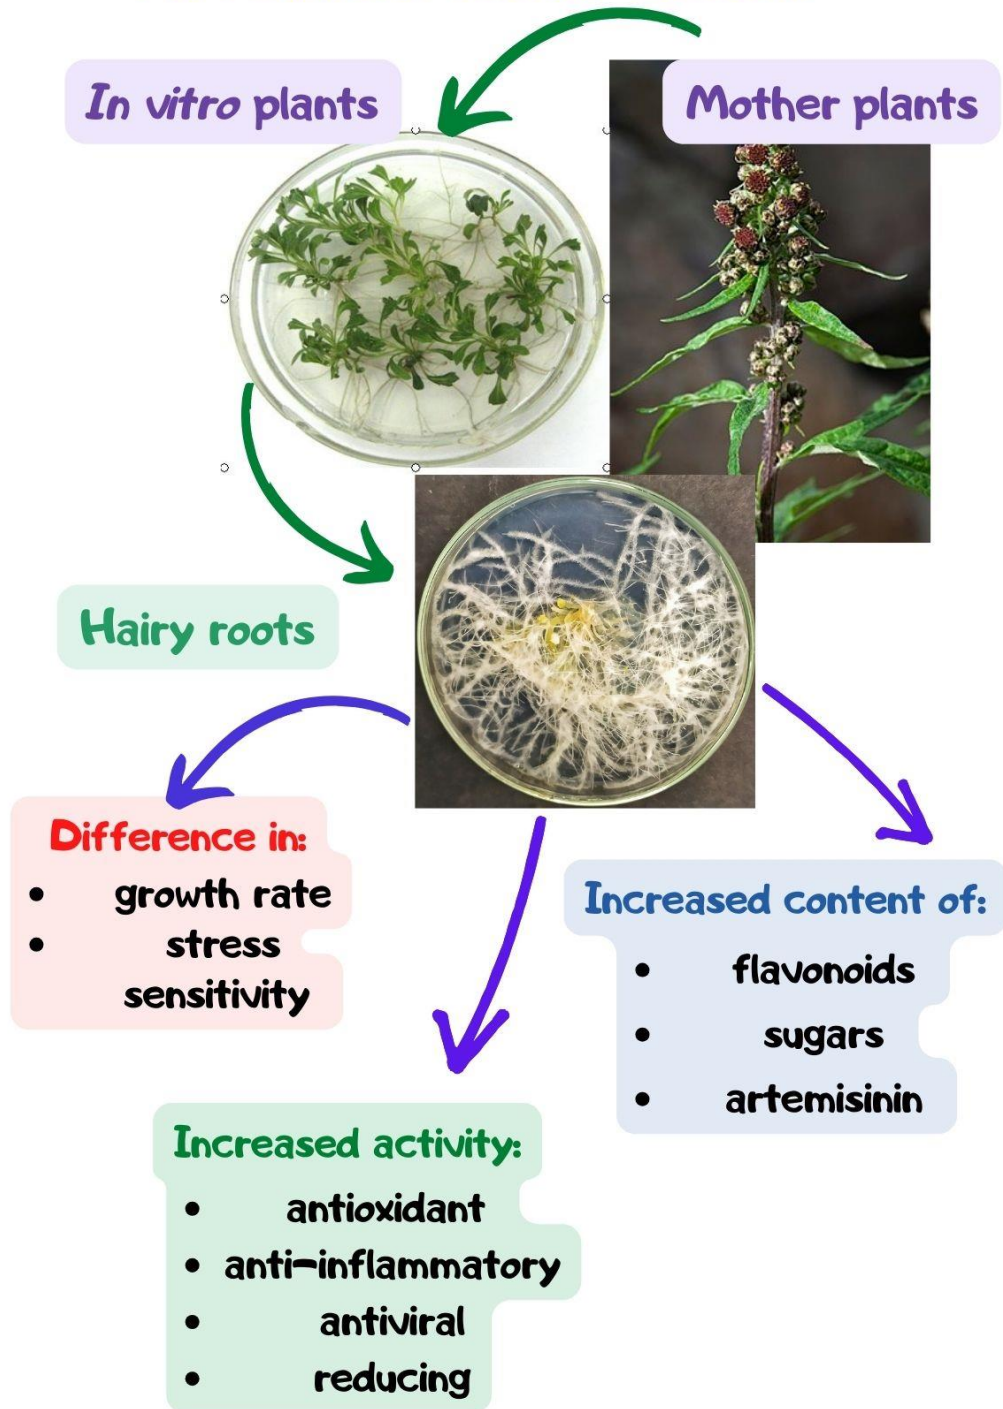 In vitro plants
Mother plants
Hairy roots
Difference in:
• growth rate
• stress
sensitivity
Increased content of:
• flavonoids
• sugars
• artemisinin
Increased activity:
• antioxidant
• anti-inflammatory
• antiviral
• reducing